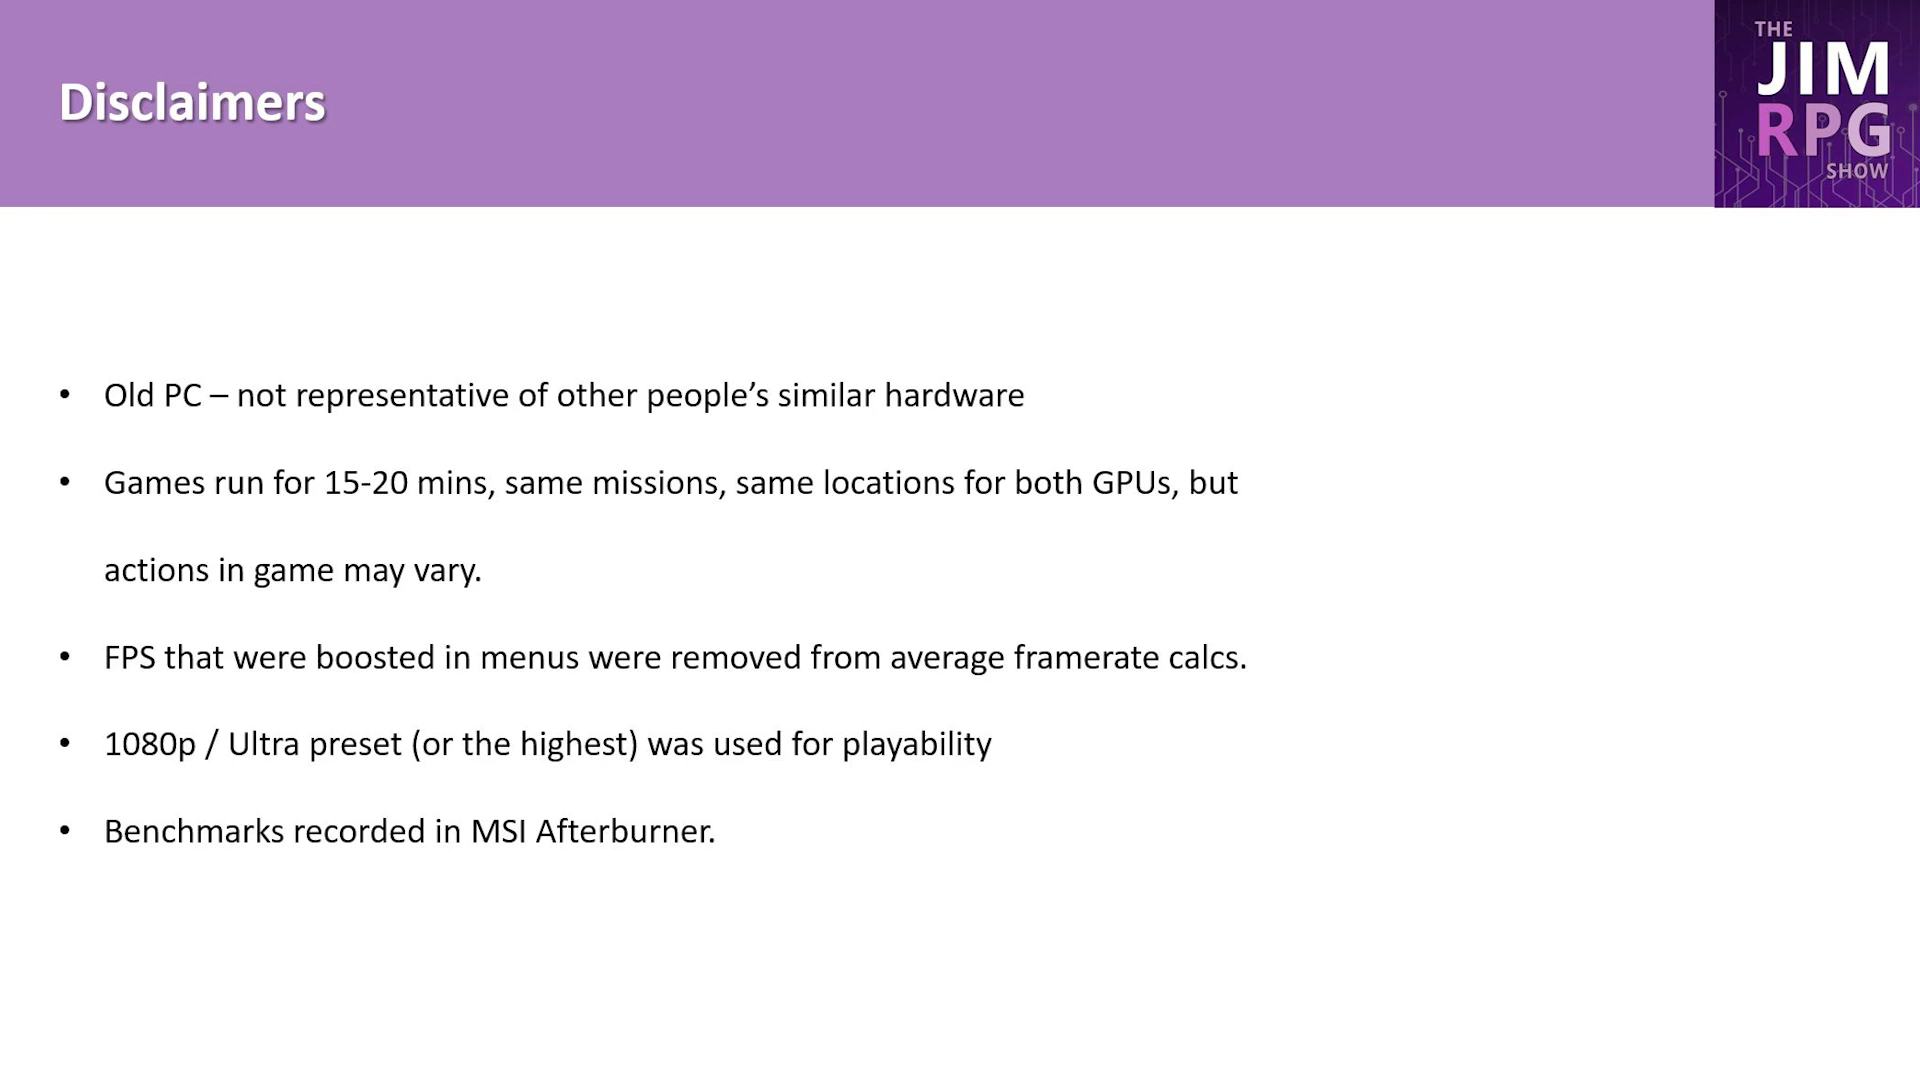 Disclaimers
THE
JIM
RPG
SHOW
• Old PC – not representative of other people’s similar hardware
• Games run for 15-20 mins, same missions, same locations for both GPUs, but
actions in game may vary.
• FPS that were boosted in menus were removed from average framerate calcs.
• 1080p / Ultra preset (or the highest) was used for playability
• Benchmarks recorded in MSI Afterburner.